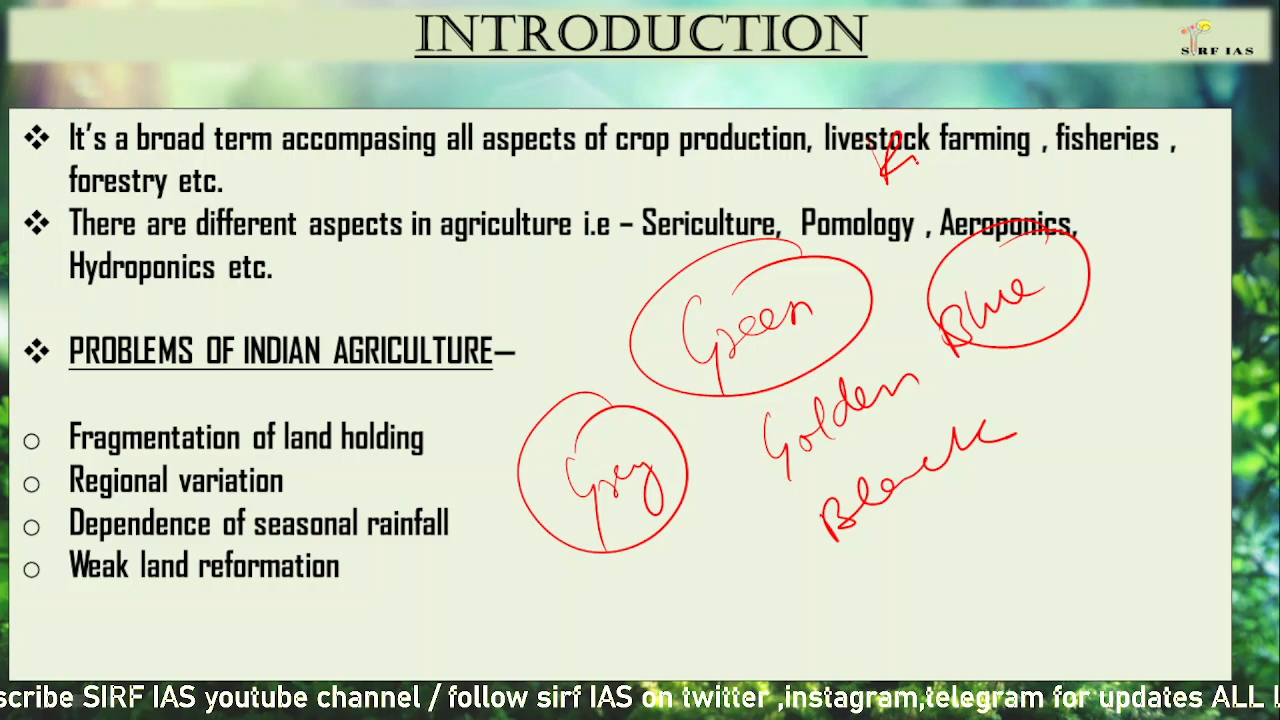 INTRODUCTION
SIRF IAS
❖ It's a broad term accompasing all aspects of crop production, livestock farming , fisheries ,
forestry etc.
❖ There are different aspects in agriculture i.e – Sericulture, Pomology , Aeroponics,
Hydroponics etc.
Green
Blue
❖ PROBLEMS OF INDIAN AGRICULTURE–
Golden
○ Fragmentation of land holding
Grey
Black
○ Regional variation
○ Dependence of seasonal rainfall
○ Weak land reformation
scribe SIRF IAS youtube channel / follow sirf IAS on twitter ,instagram,telegram for updates ALL